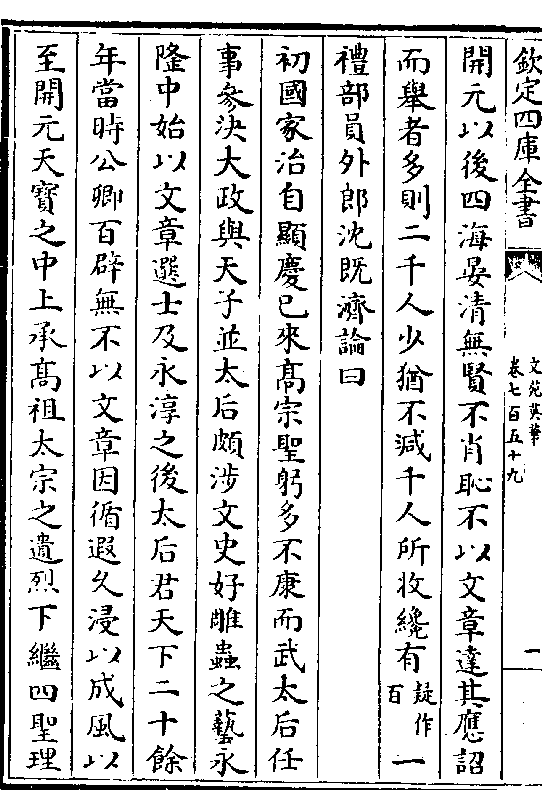 欽定四庫全書
文苑英華
卷七百五十九
一
開元以後四海晏清無賢不肖恥不以文章達其應詔
而舉者多則二千人少猶不減千人所收纔有疑作百一
禮部員外郎沈既濟論曰
初國家治自顯慶已來髙宗聖躬多不康而武太后任
事參決大政與天子並太后頗涉文史好雕蟲之藝永
隆中始以文章選士及永淳之後太后君天下二十餘
年當時公卿百辟無不以文章因循遐久浸以成風以
至開元天寶之中上承髙祖太宗之遺烈下繼四聖理